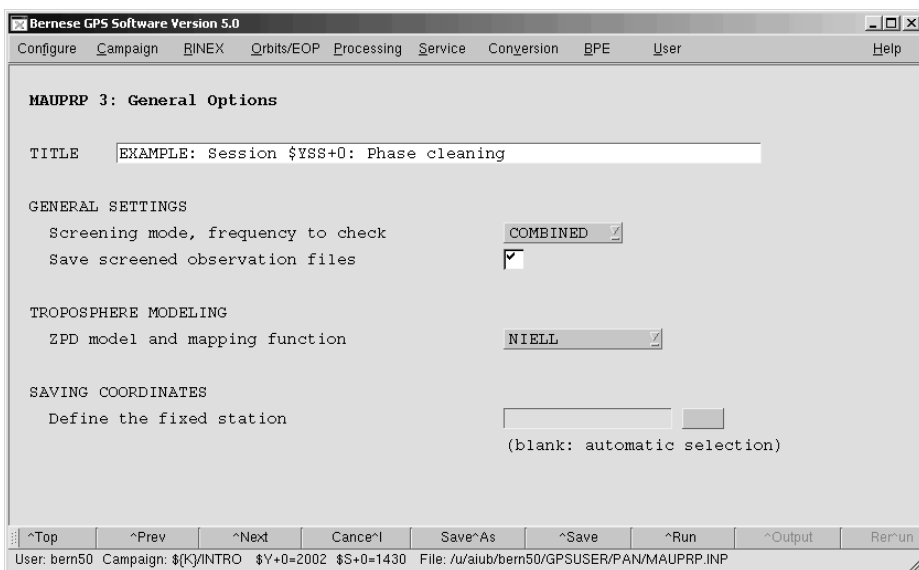 Bernese GPS Software Version 5.0
Configure Campaign RINEX Orbits/EOP Processing Service Conversion BPE User Help
MAUPRP 3: General Options
TITLE EXAMPLE: Session $YSS+0: Phase cleaning
GENERAL SETTINGS
Screening mode, frequency to check COMBINED
Save screened observation files
TROPOSPHERE MODELING
ZPD model and mapping function NIELL
SAVING COORDINATES
Define the fixed station
(blank: automatic selection)
^Top ^Prev ^Next Cance^l Save^As ^Save ^Run ^Output Rer^un
User: bern50 Campaign: ${K}/INTRO $Y+0=2002 $S+0=1430 File: /u/aiub/bern50/GPSUSER/PAN/MAUPRP.INP